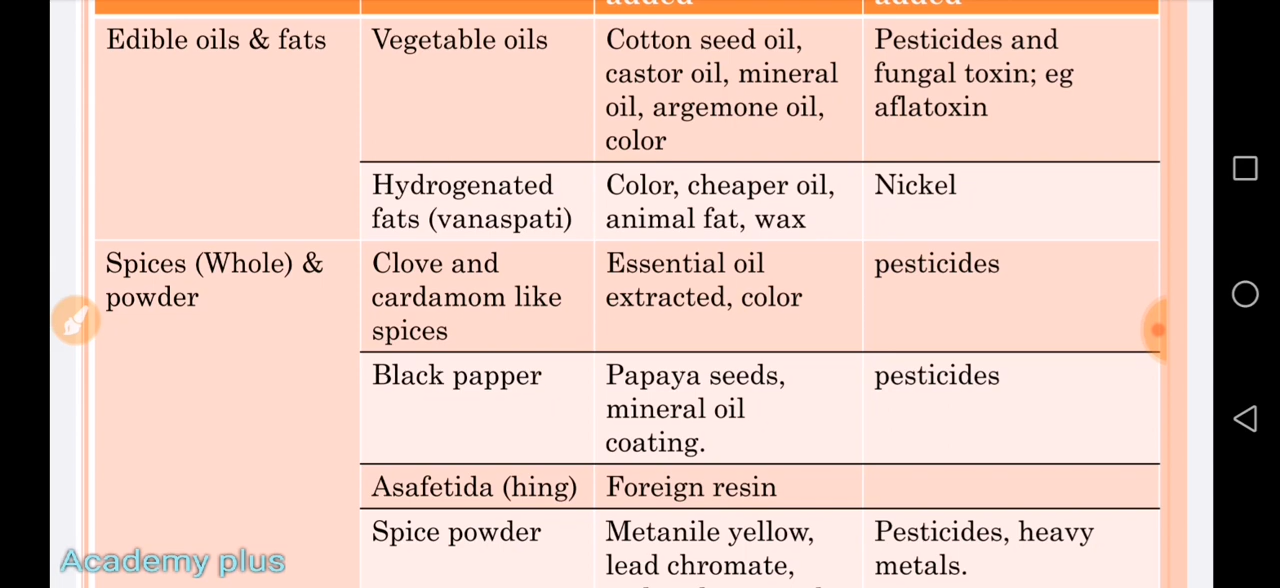 Edible oils & fats
Vegetable oils
Cotton seed oil,
castor oil, mineral
oil, argemone oil,
color
Pesticides and
fungal toxin; eg
aflatoxin
Hydrogenated
fats (vanaspati)
Color, cheaper oil,
animal fat, wax
Nickel
Spices (Whole) &
powder
Clove and
cardamom like
spices
Essential oil
extracted, color
pesticides
Black papper
Papaya seeds,
mineral oil
coating.
pesticides
Asafetida (hing)
Foreign resin
Spice powder
Metanile yellow,
lead chromate,
Pesticides, heavy
metals.
Academy plus